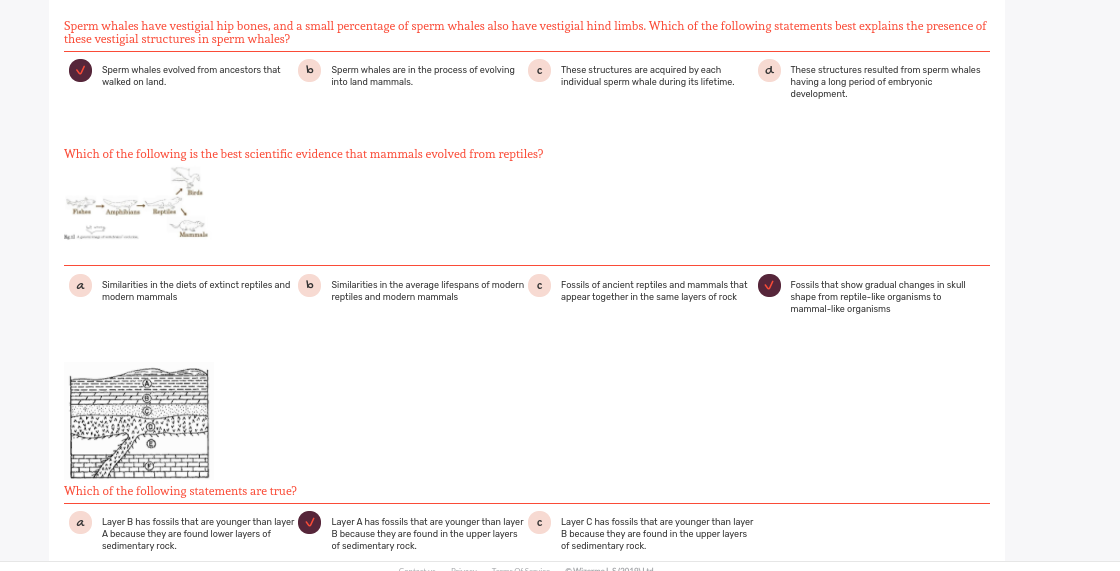 Sperm whales have vestigial hip bones, and a small percentage of sperm whales also have vestigial hind limbs. Which of the following statements best explains the presence of
these vestigial structures in sperm whales?
Sperm whales evolved from ancestors that
walked on land.
b
Sperm whales are in the process of evolving
into land mammals.
c
These structures are acquired by each
individual sperm whale during its lifetime.
d
These structures resulted from sperm whales
having a long period of embryonic
development.
Which of the following is the best scientific evidence that mammals evolved from reptiles?
Birds
Fishes
Amphibians
Reptiles
Mammals
a
Similarities in the diets of extinct reptiles and
modern mammals
b
Similarities in the average lifespans of modern
reptiles and modern mammals
c
Fossils of ancient reptiles and mammals that
appear together in the same layers of rock
Fossils that show gradual changes in skull
shape from reptile-like organisms to
mammal-like organisms
A
B
C
D
E
F
Which of the following statements are true?
a
Layer B has fossils that are younger than layer
A because they are found lower layers of
sedimentary rock.
Layer A has fossils that are younger than layer
B because they are found in the upper layers
of sedimentary rock.
c
Layer C has fossils that are younger than layer
B because they are found in the upper layers
of sedimentary rock.